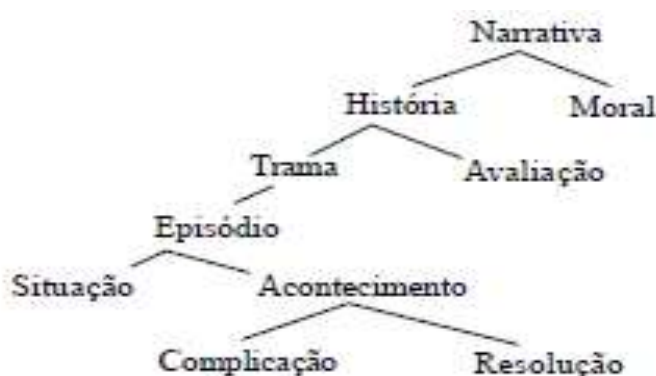 Narrativa
História Moral
Trama Avaliação
Episódio
Situação Acontecimento
Complicação Resolução